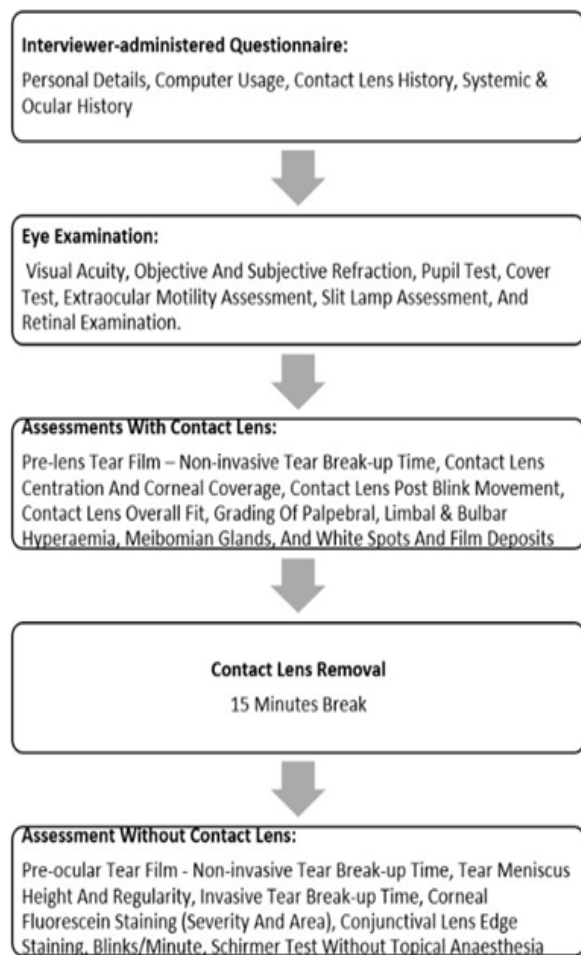 Interviewer-administered Questionnaire:
Personal Details, Computer Usage, Contact Lens History, Systemic &
Ocular History
Eye Examination:
Visual Acuity, Objective And Subjective Refraction, Pupil Test, Cover
Test, Extraocular Motility Assessment, Slit Lamp Assessment, And
Retinal Examination.
Assessments With Contact Lens:
Pre-lens Tear Film – Non-invasive Tear Break-up Time, Contact Lens
Centration And Corneal Coverage, Contact Lens Post Blink Movement,
Contact Lens Overall Fit, Grading Of Palpebral, Limbal & Bulbar
Hyperaemia, Meibomian Glands, And White Spots And Film Deposits
Contact Lens Removal
15 Minutes Break
Assessment Without Contact Lens:
Pre-ocular Tear Film - Non-invasive Tear Break-up Time, Tear Meniscus
Height And Regularity, Invasive Tear Break-up Time, Corneal
Fluorescein Staining (Severity And Area), Conjunctival Lens Edge
Staining, Blinks/Minute, Schirmer Test Without Topical Anaesthesia